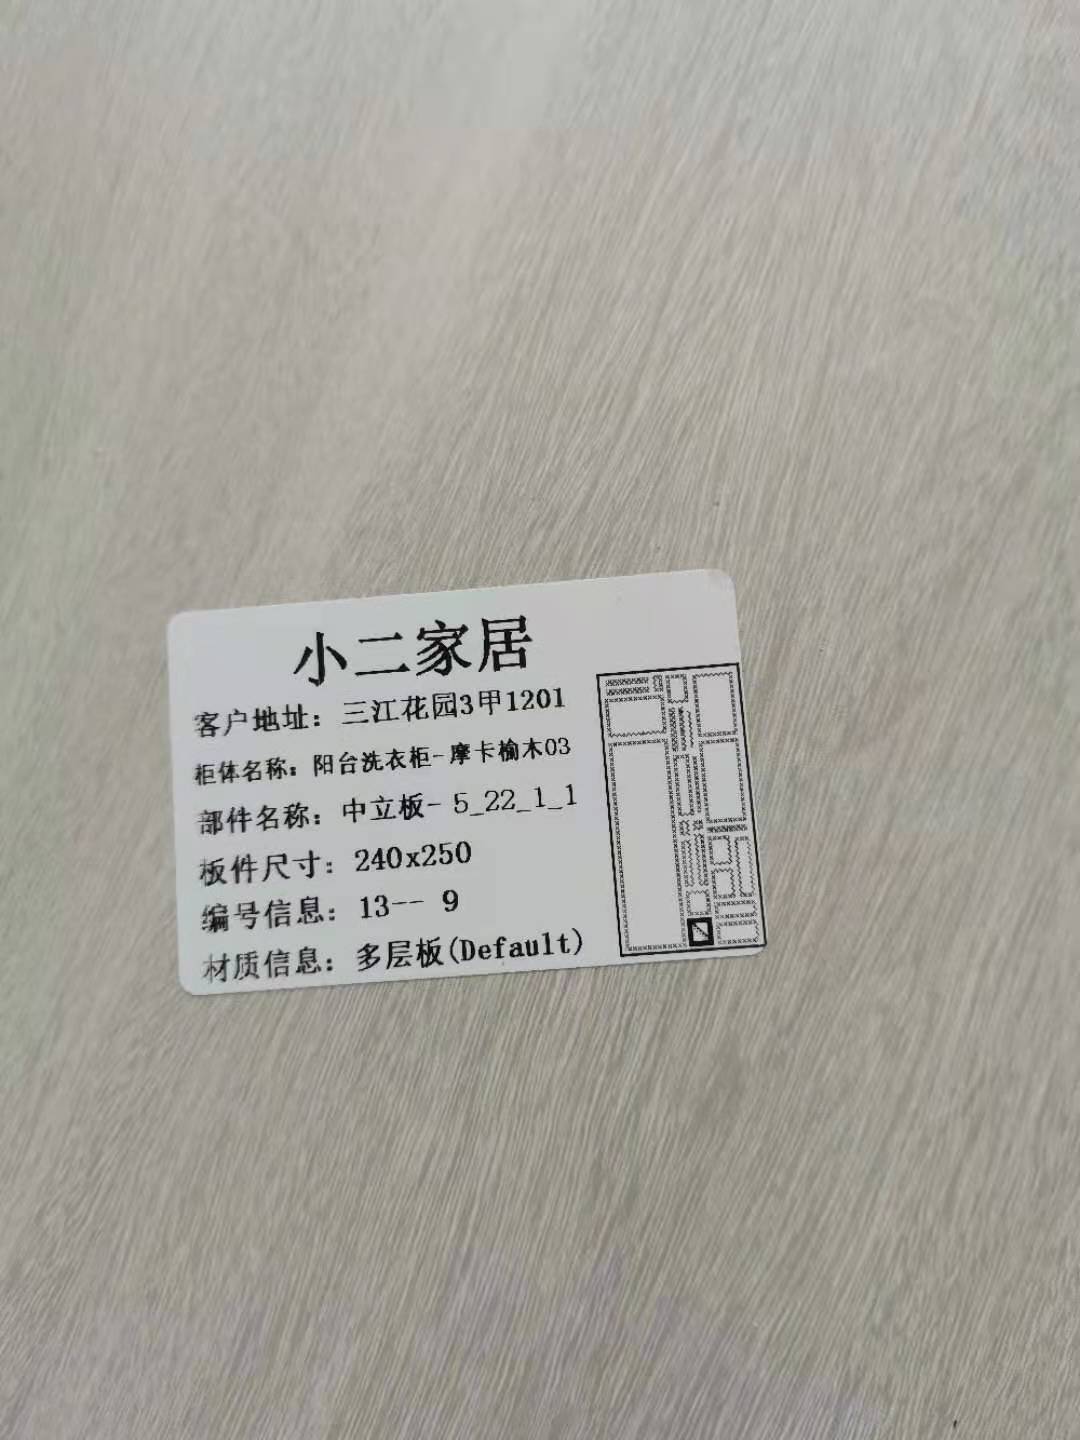 小二家居
客户地址：三江花园3甲1201
柜体名称：阳台洗衣柜-摩卡榆木03
部件名称：中立板- 5_22_1_1
板件尺寸：240x250
编号信息：13-- 9
材质信息：多层板(Default)